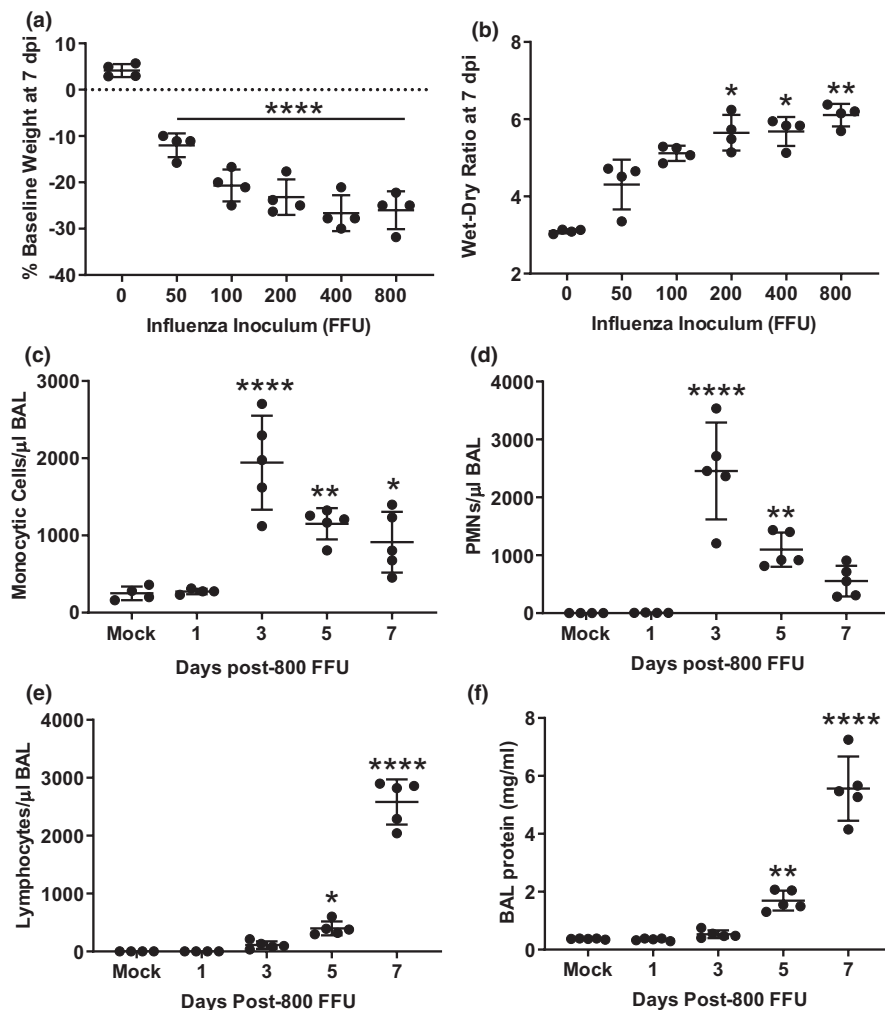 (a)
% Baseline Weight at 7 dpi
10
0
-10
-20
-30
-40
****
0 50 100 200 400 800
Influenza Inoculum (FFU)
(b)
Wet-Dry Ratio at 7 dpi
8
6
4
2
* * **
0 50 100 200 400 800
Influenza Inoculum (FFU)
(c)
Monocytic Cells/µl BAL
3000
2000
1000
0
**** ** *
Mock 1 3 5 7
Days post-800 FFU
(d)
PMNs/µl BAL
4000
3000
2000
1000
0
**** **
Mock 1 3 5 7
Days post-800 FFU
(e)
Lymphocytes/µl BAL
4000
3000
2000
1000
0
* ****
Mock 1 3 5 7
Days Post-800 FFU
(f)
BAL protein (mg/ml)
8
6
4
2
0
** ****
Mock 1 3 5 7
Days Post-800 FFU